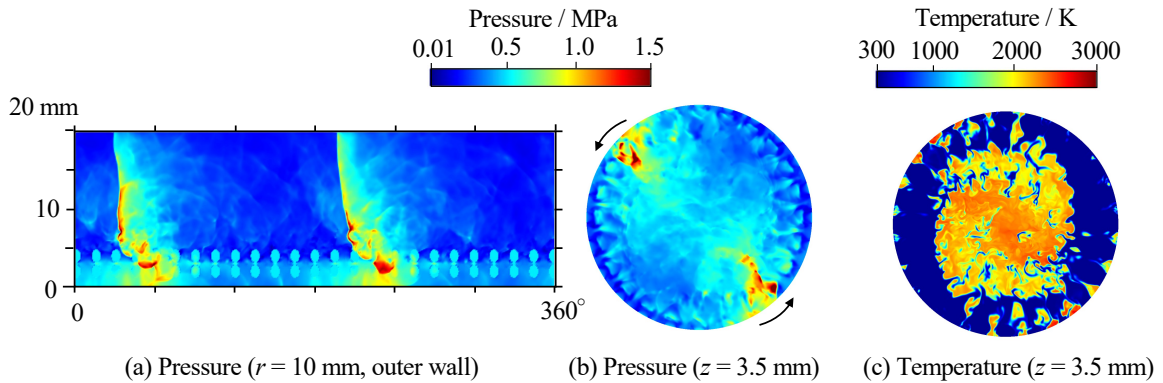 Pressure / MPa
0.01 0.5 1.0 1.5
Temperature / K
300 1000 2000 3000
20 mm
10
0
0 360°
(a) Pressure (r = 10 mm, outer wall)
(b) Pressure (z = 3.5 mm)
(c) Temperature (z = 3.5 mm)